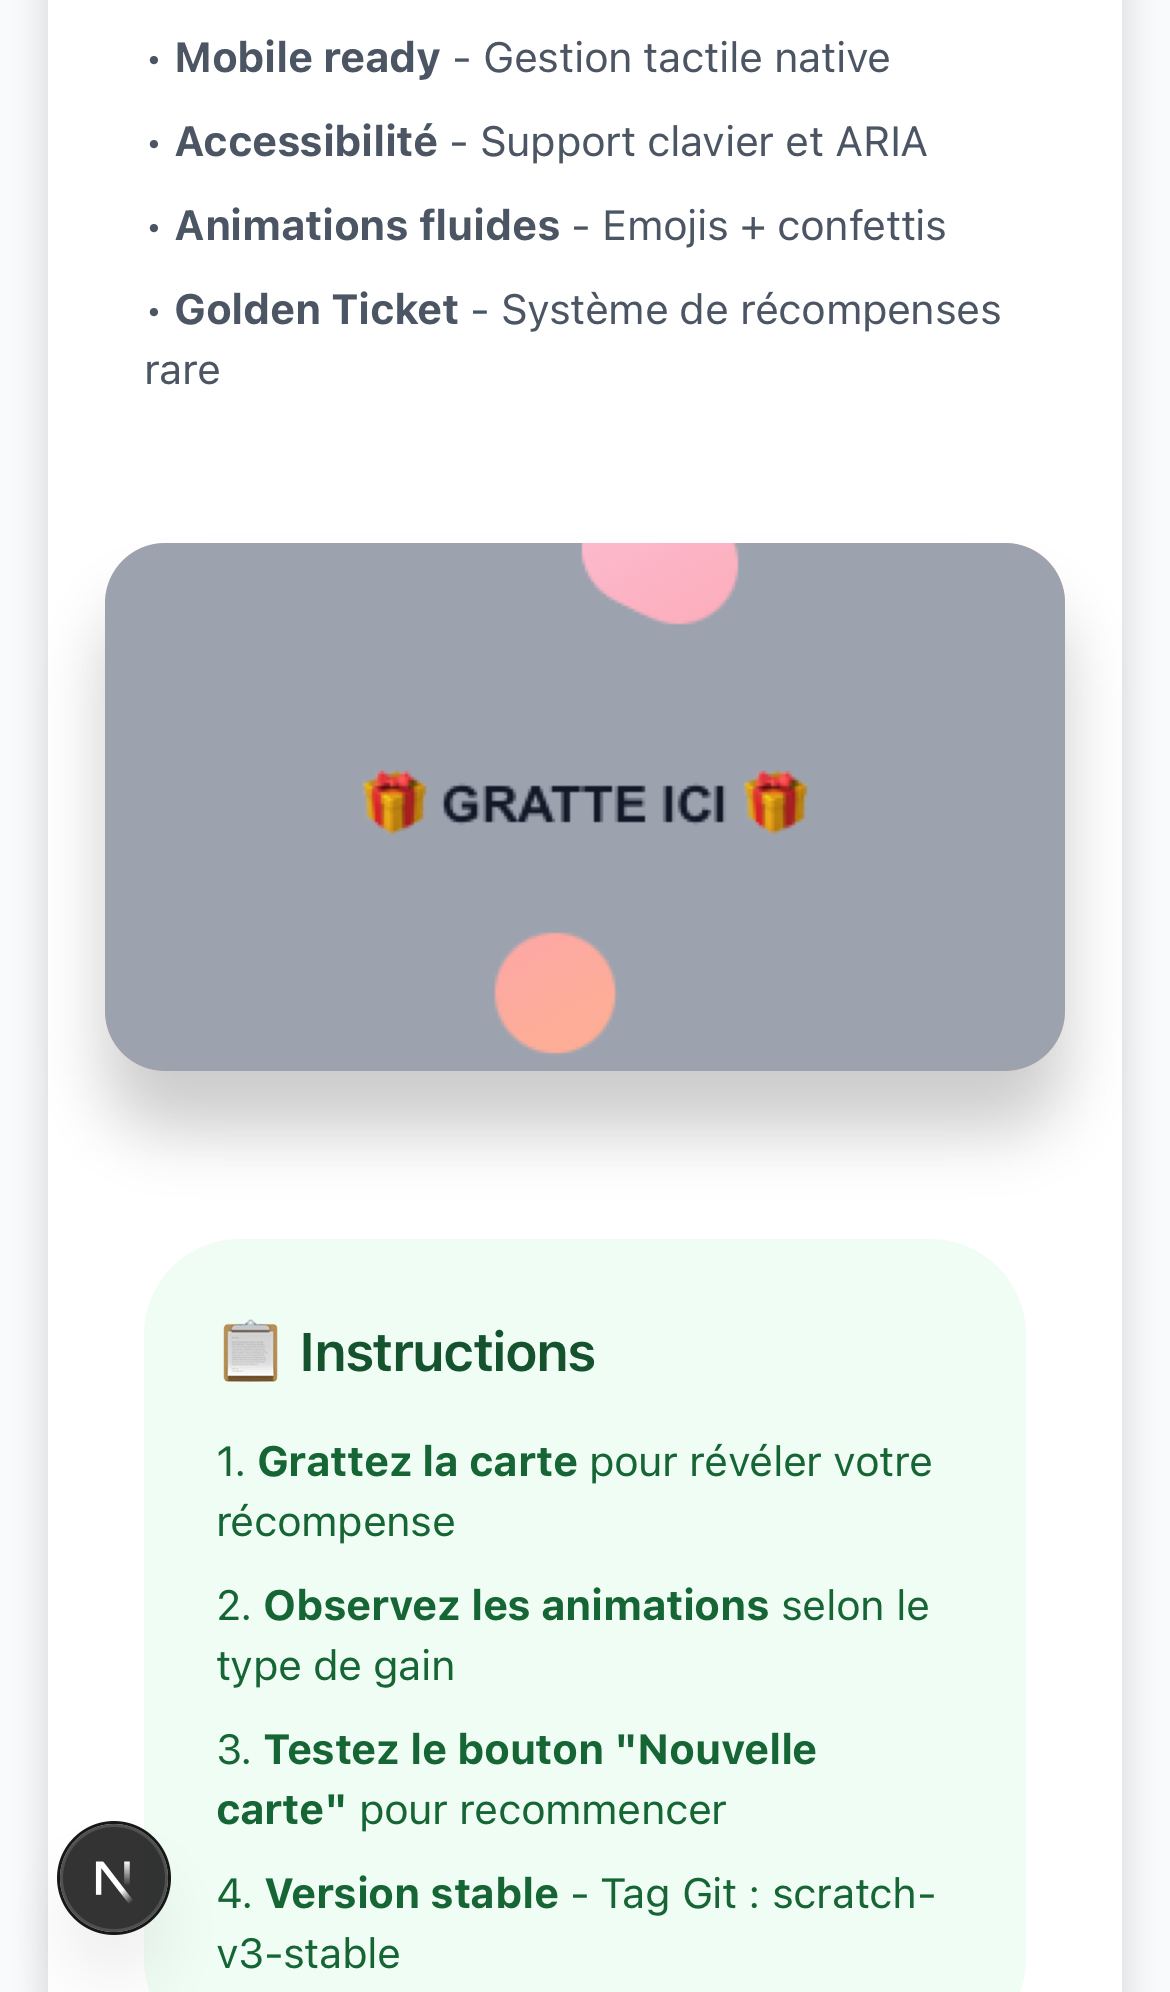 • Mobile ready - Gestion tactile native
• Accessibilité - Support clavier et ARIA
• Animations fluides - Emojis + confettis
• Golden Ticket - Système de récompenses
rare
🎁 GRATTE ICI 🎁
📋 Instructions
1. Grattez la carte pour révéler votre
récompense
2. Observez les animations selon le
type de gain
3. Testez le bouton "Nouvelle
carte" pour recommencer
4. Version stable - Tag Git : scratch-
v3-stable
N